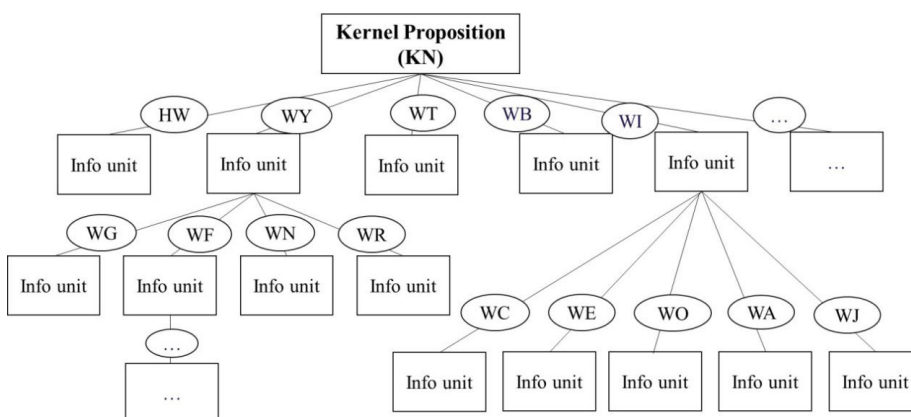 Kernel Proposition
(KN)
HW WY WT WB WI …
Info unit Info unit Info unit Info unit Info unit …
WG WF WN WR
Info unit Info unit Info unit Info unit
WC WE WO WA WJ
…
Info unit Info unit Info unit Info unit Info unit
…